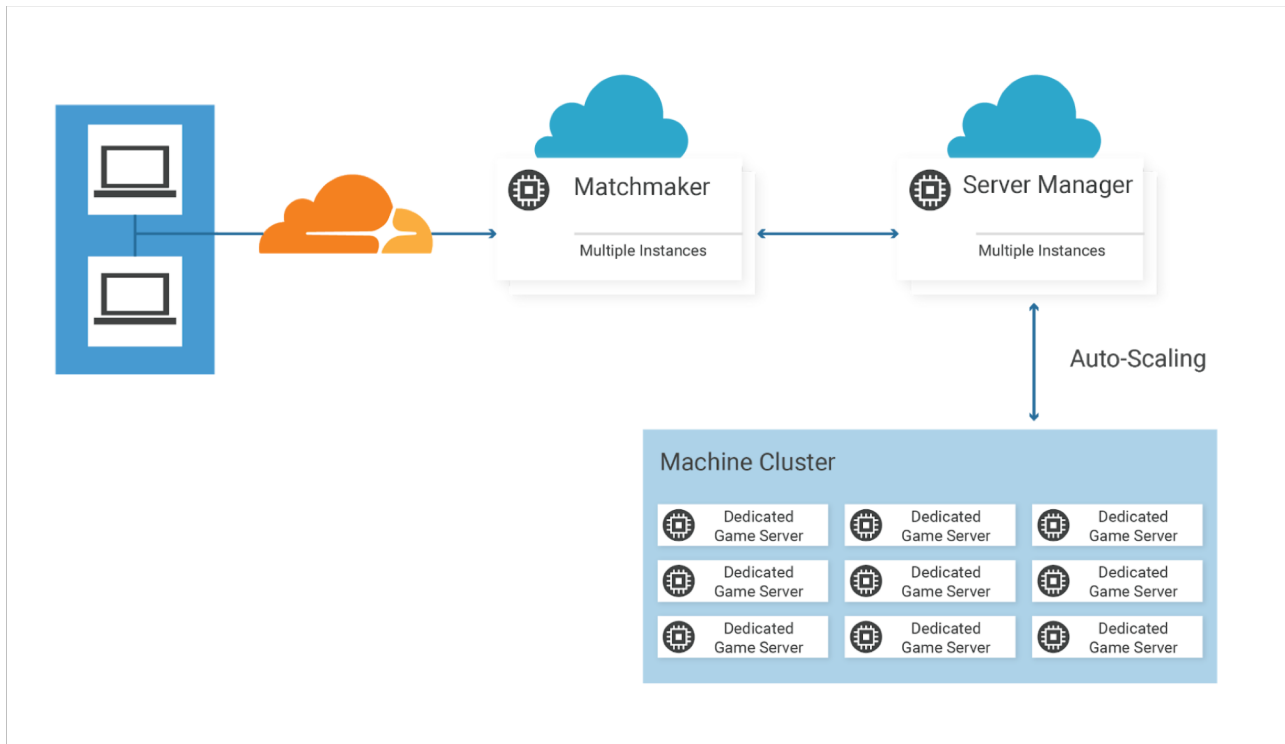 Matchmaker
Multiple Instances
Server Manager
Multiple Instances
Auto-Scaling
Machine Cluster
Dedicated
Game Server
Dedicated
Game Server
Dedicated
Game Server
Dedicated
Game Server
Dedicated
Game Server
Dedicated
Game Server
Dedicated
Game Server
Dedicated
Game Server
Dedicated
Game Server